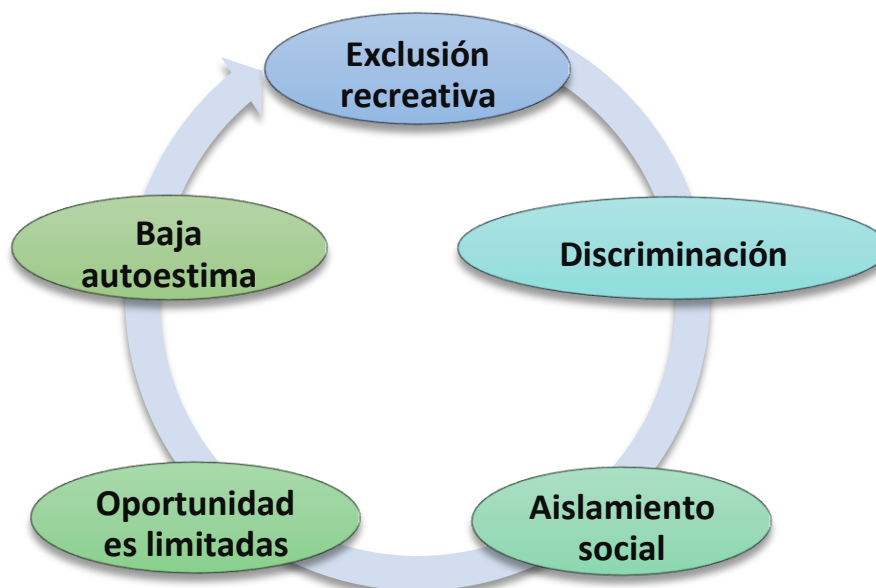 Exclusión
recreativa
Discriminación
Aislamiento
social
Oportunidad
es limitadas
Baja
autoestima